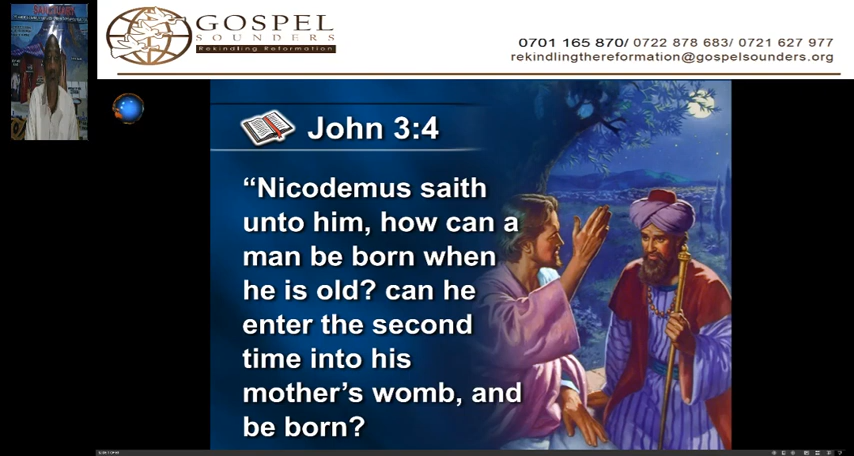 GOSPEL
SOUNDERS
Rekindling Reformation
0701 165 870/ 0722 878 683/ 0721 627 977
rekindlingthereformation@gospelsounders.org
John 3:4
“Nicodemus saith
unto him, how can a
man be born when
he is old? can he
enter the second
time into his
mother’s womb, and
be born?